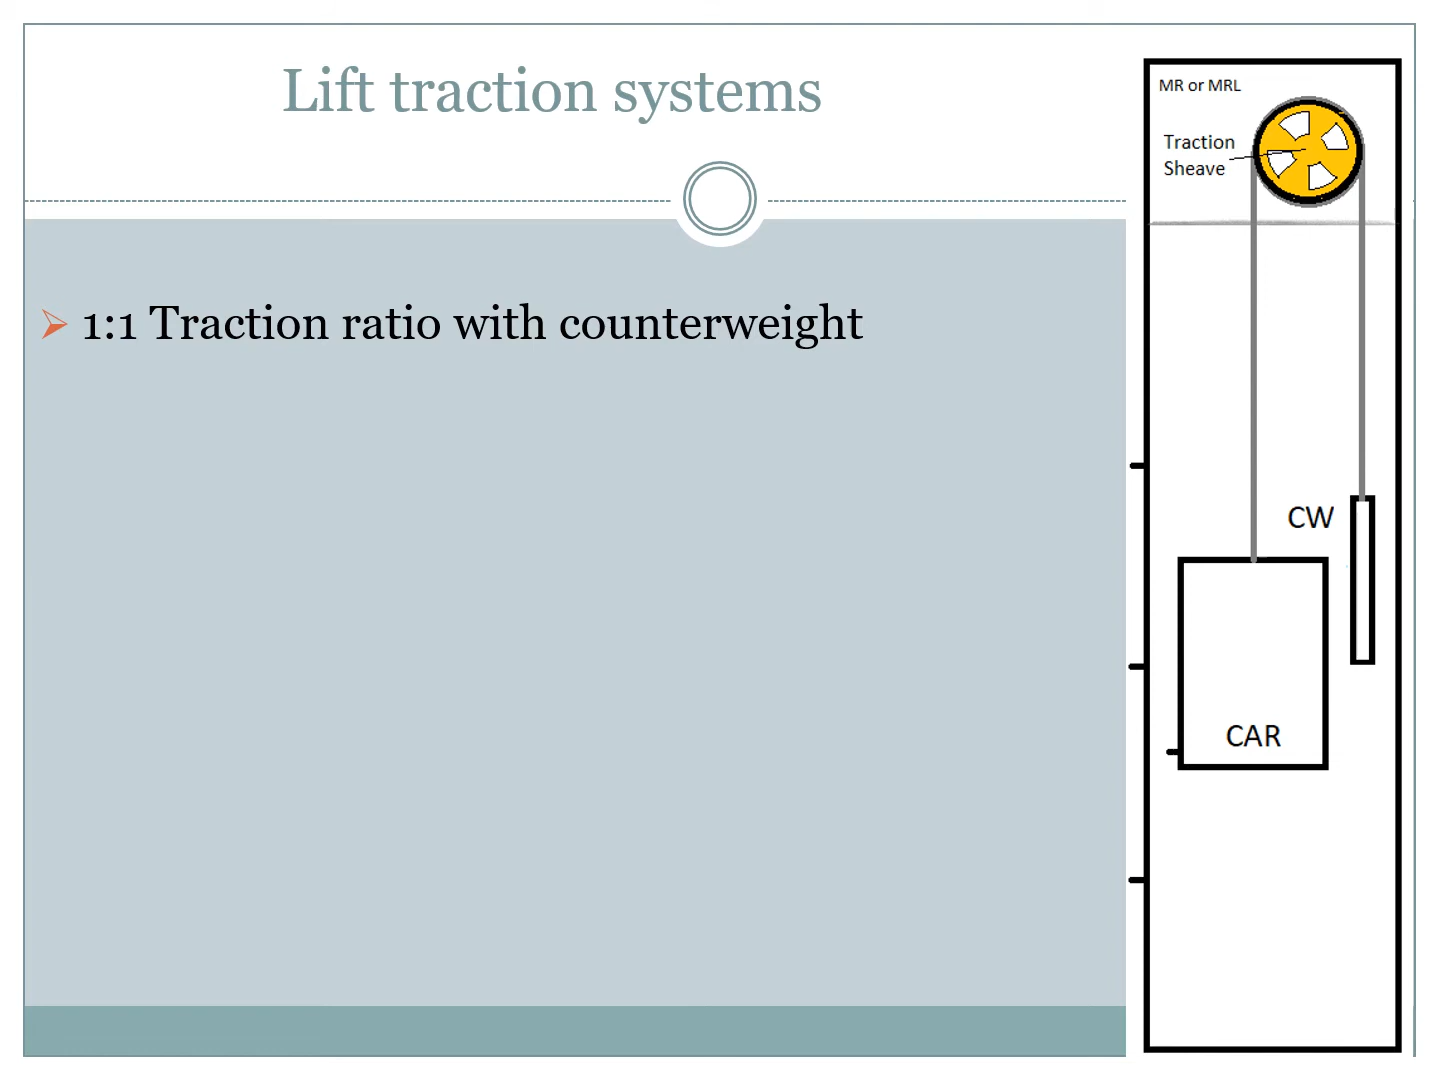 Lift traction systems
1:1 Traction ratio with counterweight
MR or MRL
Traction
Sheave
CW
CAR